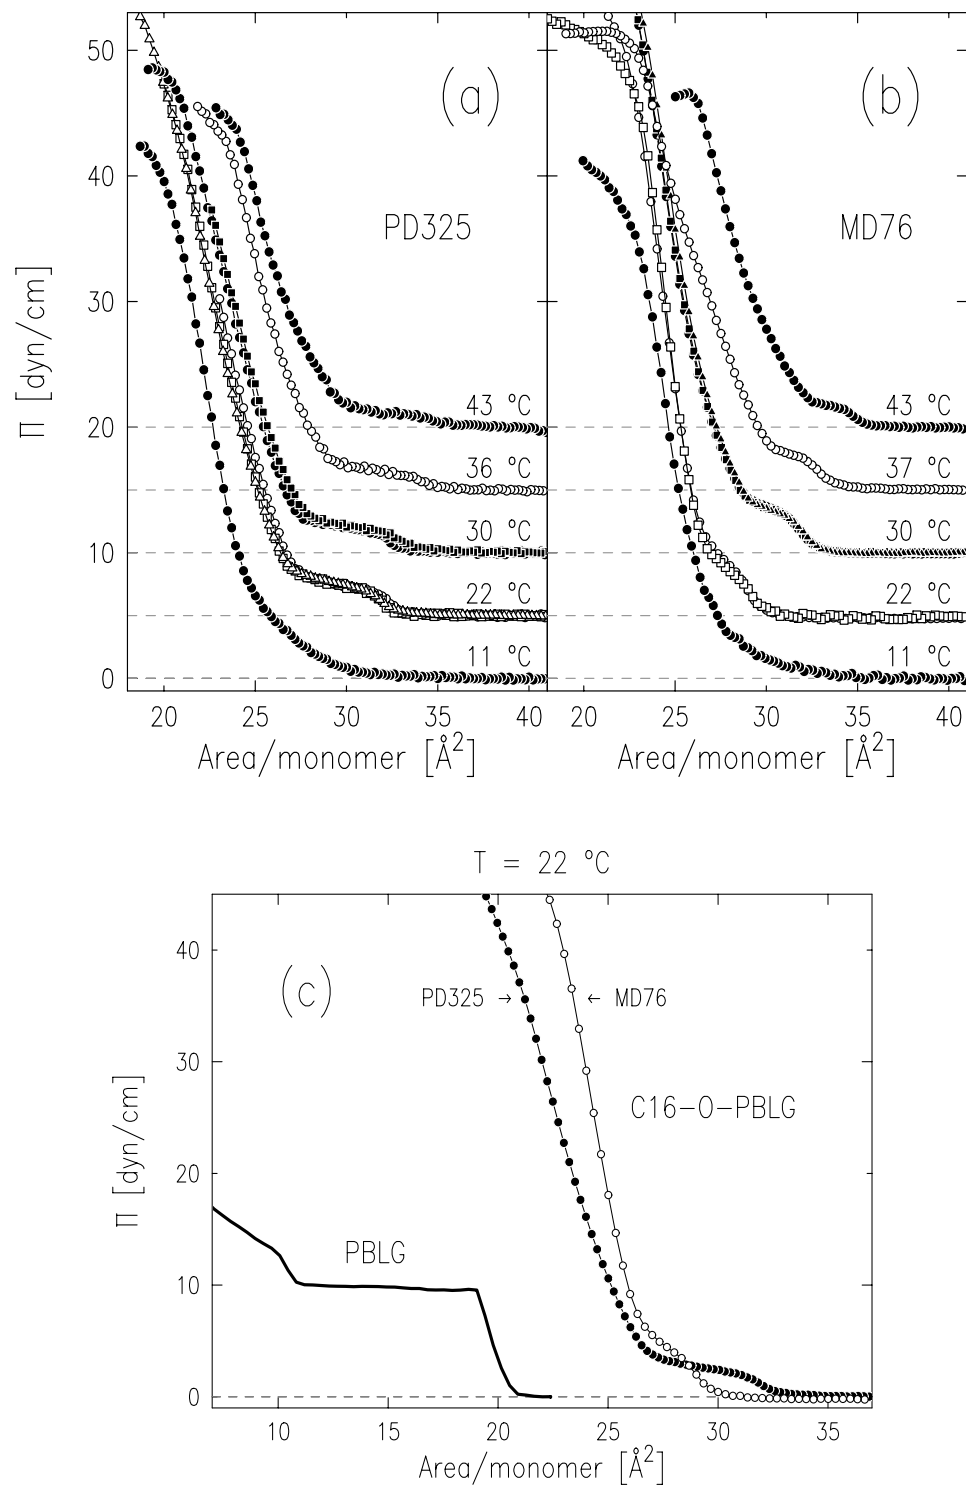 50
40
30
20
10
0
Π [dyn/cm]
(a)
PD325
43 °C
36 °C
30 °C
22 °C
11 °C
20 25 30 35 40
Area/monomer [Å²]
(b)
MD76
43 °C
37 °C
30 °C
22 °C
11 °C
20 25 30 35 40
Area/monomer [Å²]
T = 22 °C
40
30
20
10
0
Π [dyn/cm]
(c)
PD325 → ← MD76
C16-O-PBLG
PBLG
10 15 20 25 30 35
Area/monomer [Å²]